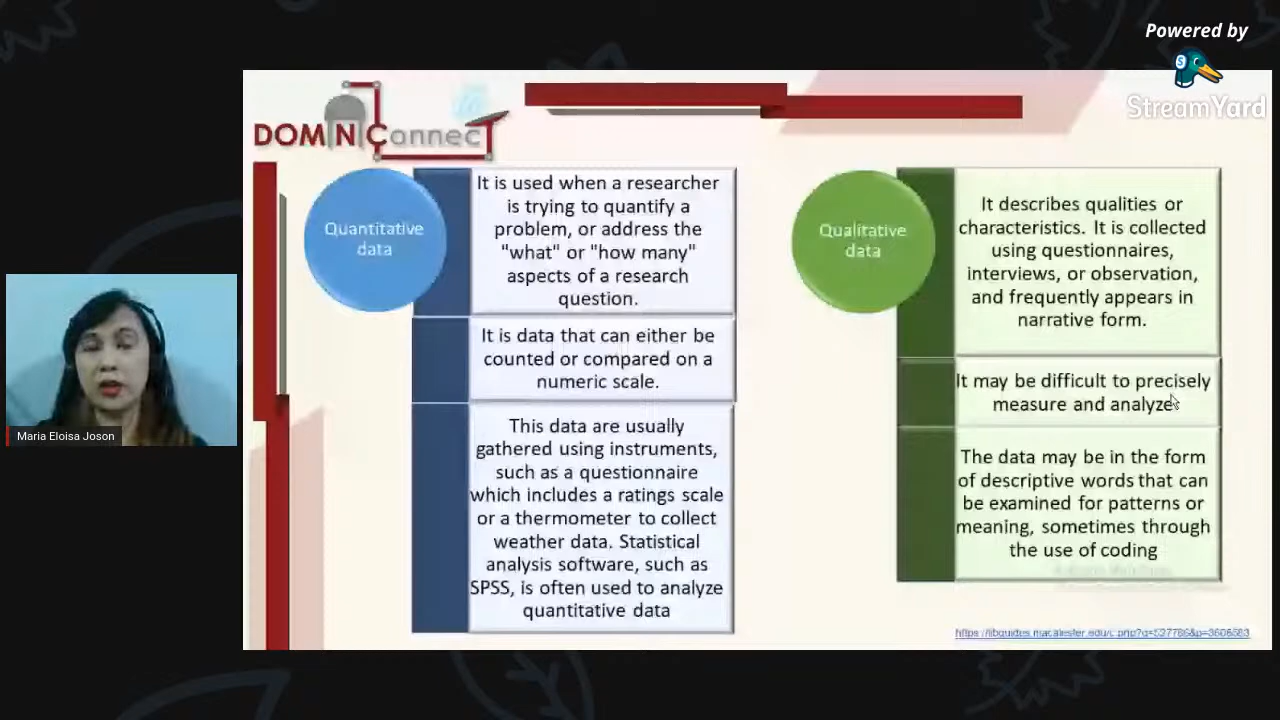 Powered by
StreamYard
DOMINIConnecT
Quantitative
data
It is used when a researcher
is trying to quantify a
problem, or address the
"what" or "how many"
aspects of a research
question.
It is data that can either be
counted or compared on a
numeric scale.
This data are usually
gathered using instruments,
such as a questionnaire
which includes a ratings scale
or a thermometer to collect
weather data. Statistical
analysis software, such as
SPSS, is often used to analyze
quantitative data
Qualitative
data
It describes qualities or
characteristics. It is collected
using questionnaires,
interviews, or observation,
and frequently appears in
narrative form.
It may be difficult to precisely
measure and analyze
The data may be in the form
of descriptive words that can
be examined for patterns or
meaning, sometimes through
the use of coding
Maria Eloisa Joson